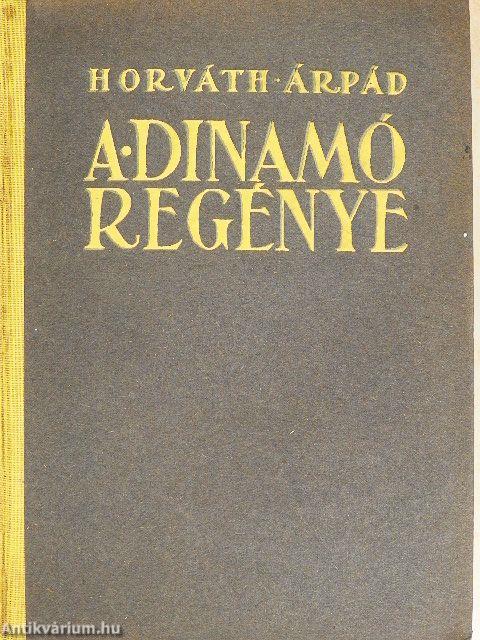 HORVÁTH·ÁRPÁD
A·DINAMÓ
REGÉNYE
Antikvárium.hu